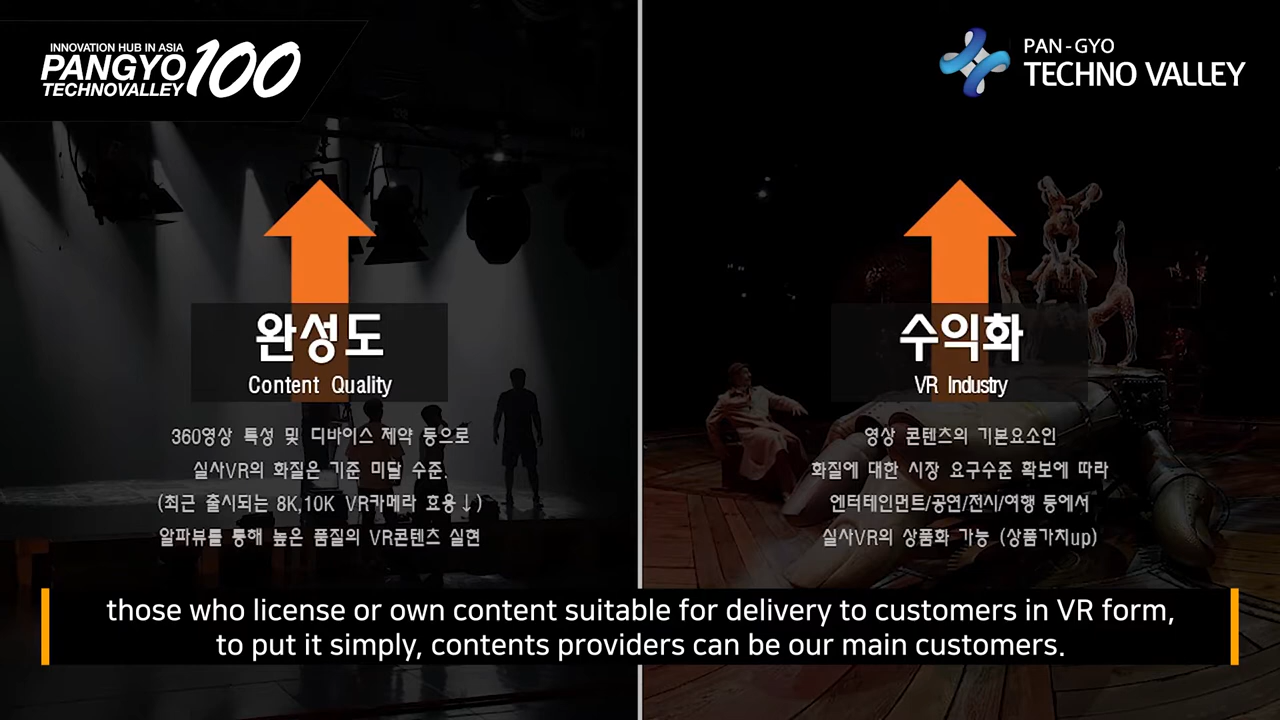 INNOVATION HUB IN ASIA
PANGYO 100
TECHNOVALLEY
PAN-GYO
TECHNO VALLEY
완성도
Content Quality
360영상 특성 및 디바이스 제약 등으로
실사VR의 화질은 기준 미달 수준.
(최근 출시되는 8K,10K VR카메라 효용↓)
알파뷰를 통해 높은 품질의 VR콘텐츠 실현
수익화
VR Industry
영상 콘텐츠의 기본요소인
화질에 대한 시장 요구수준 확보에 따라
엔터테인먼트/공연/전시/여행 등에서
실사VR의 상품화 가능 (상품가치up)
those who license or own content suitable for delivery to customers in VR form,
to put it simply, contents providers can be our main customers.